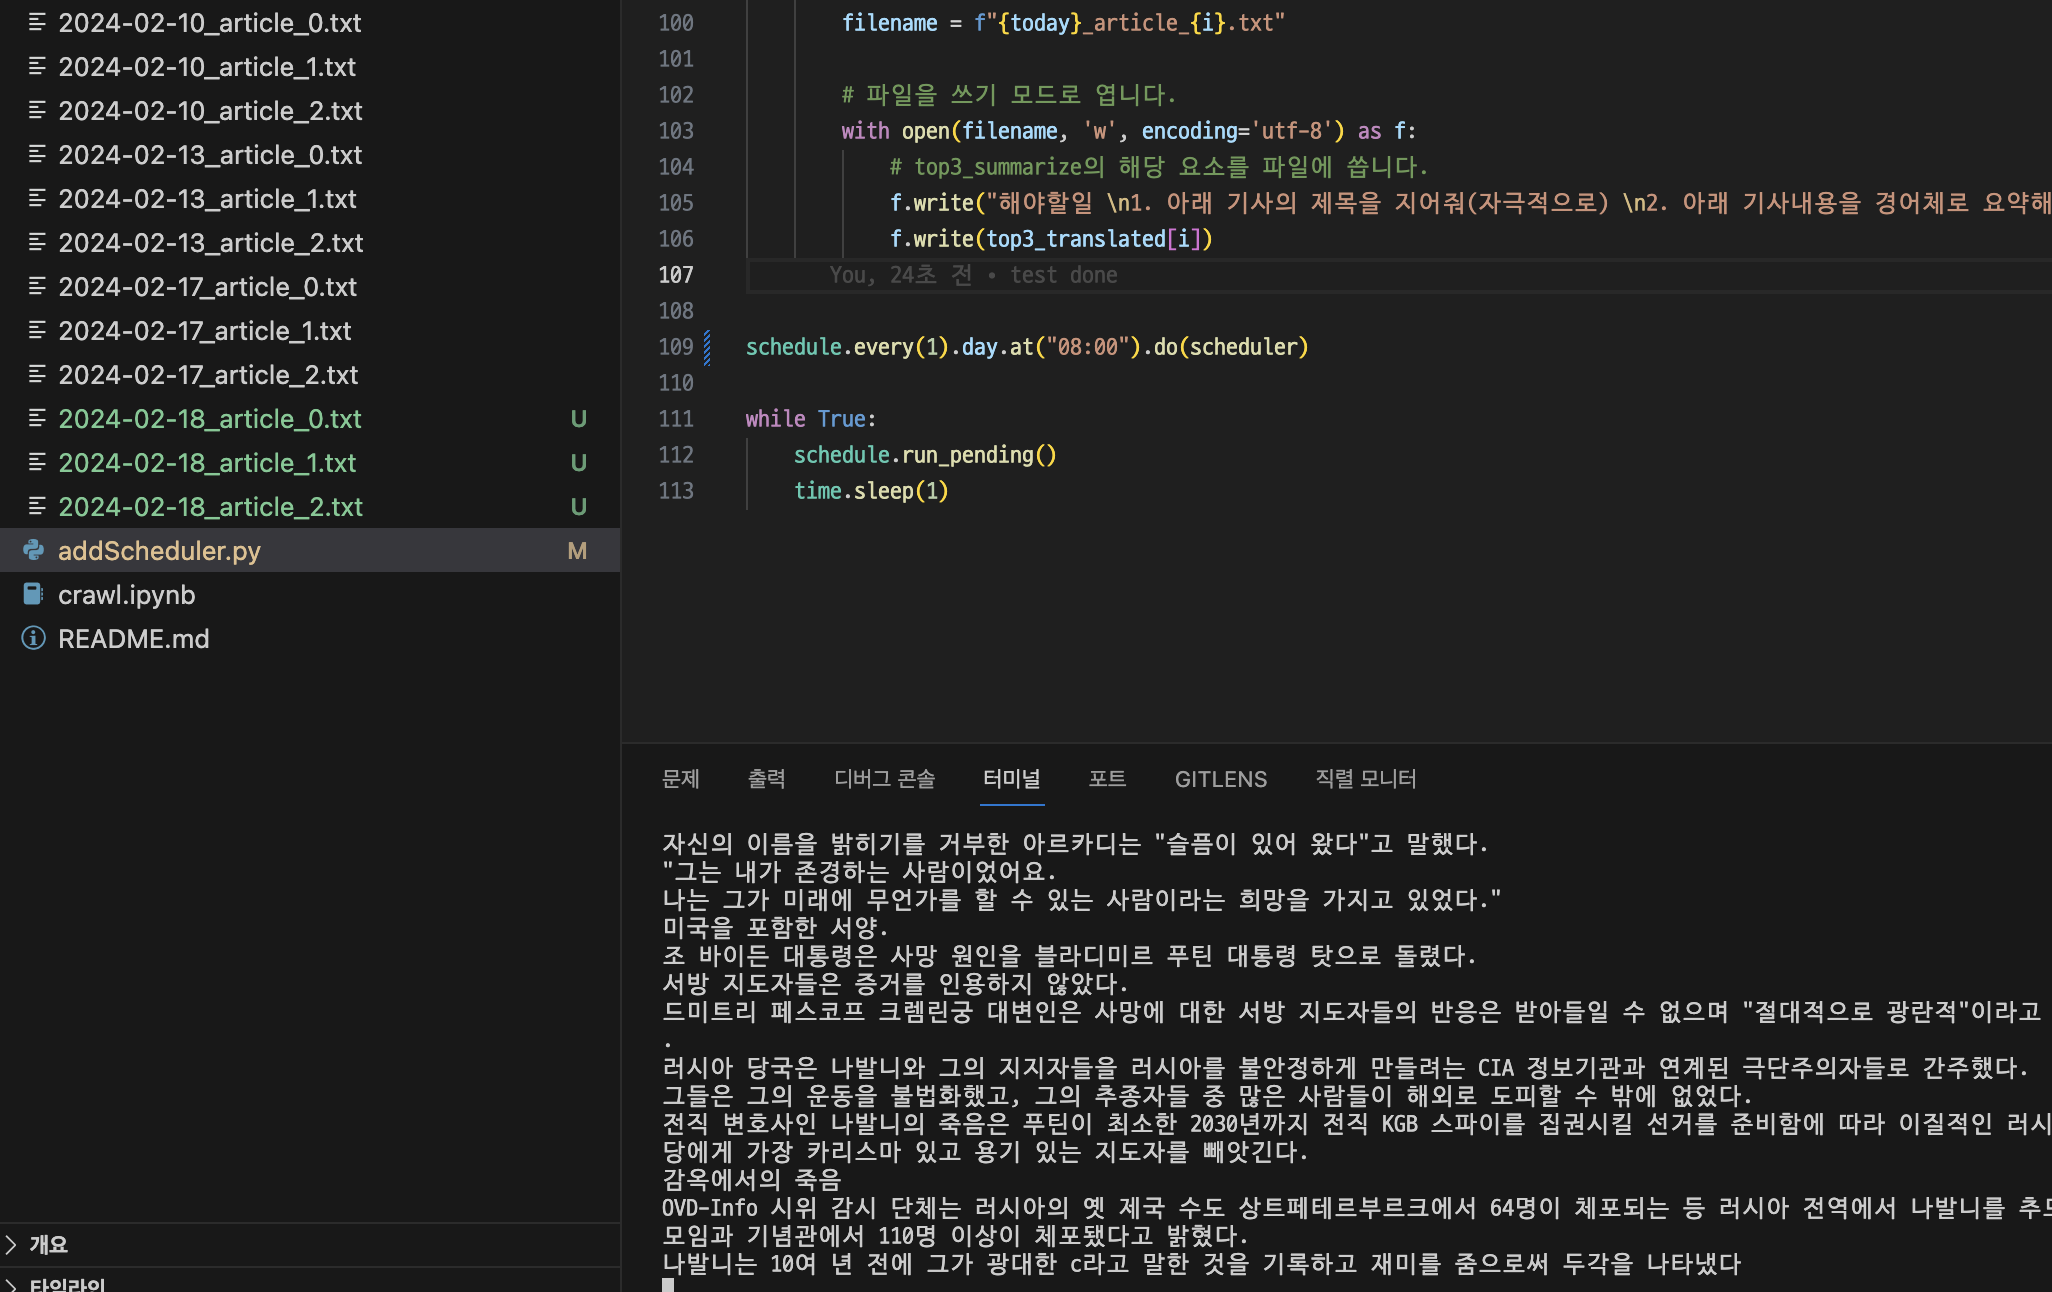 2024-02-10_article_0.txt
2024-02-10_article_1.txt
2024-02-10_article_2.txt
2024-02-13_article_0.txt
2024-02-13_article_1.txt
2024-02-13_article_2.txt
2024-02-17_article_0.txt
2024-02-17_article_1.txt
2024-02-17_article_2.txt
2024-02-18_article_0.txt U
2024-02-18_article_1.txt U
2024-02-18_article_2.txt U
addScheduler.py M
crawl.ipynb
README.md
개요
타임라인
100 filename = f"{today}_article_{i}.txt"
101
102 # 파일을 쓰기 모드로 엽니다.
103 with open(filename, 'w', encoding='utf-8') as f:
104 # top3_summarize의 해당 요소를 파일에 씁니다.
105 f.write("해야할일 \n1. 아래 기사의 제목을 지어줘(자극적으로) \n2. 아래 기사내용을 경어체로 요약해
106 f.write(top3_translated[i])
107 You, 24초 전 • test done
108
109 schedule.every(1).day.at("08:00").do(scheduler)
110
111 while True:
112 schedule.run_pending()
113 time.sleep(1)
문제 출력 디버그 콘솔 터미널 포트 GITLENS 직렬 모니터
자신의 이름을 밝히기를 거부한 아르카디는 "슬픔이 있어 왔다"고 말했다.
"그는 내가 존경하는 사람이었어요.
나는 그가 미래에 무언가를 할 수 있는 사람이라는 희망을 가지고 있었다."
미국을 포함한 서양.
조 바이든 대통령은 사망 원인을 블라디미르 푸틴 대통령 탓으로 돌렸다.
서방 지도자들은 증거를 인용하지 않았다.
드미트리 페스코프 크렘린궁 대변인은 사망에 대한 서방 지도자들의 반응은 받아들일 수 없으며 "절대적으로 광란적"이라고
.
러시아 당국은 나발니와 그의 지지자들을 러시아를 불안정하게 만들려는 CIA 정보기관과 연계된 극단주의자들로 간주했다.
그들은 그의 운동을 불법화했고, 그의 추종자들 중 많은 사람들이 해외로 도피할 수 밖에 없었다.
전직 변호사인 나발니의 죽음은 푸틴이 최소한 2030년까지 전직 KGB 스파이를 집권시킬 선거를 준비함에 따라 이질적인 러시
당에게 가장 카리스마 있고 용기 있는 지도자를 빼앗긴다.
감옥에서의 죽음
OVD-Info 시위 감시 단체는 러시아의 옛 제국 수도 상트페테르부르크에서 64명이 체포되는 등 러시아 전역에서 나발니를 추모
모임과 기념관에서 110명 이상이 체포됐다고 밝혔다.
나발니는 10여 년 전에 그가 광대한 c라고 말한 것을 기록하고 재미를 줌으로써 두각을 나타냈다